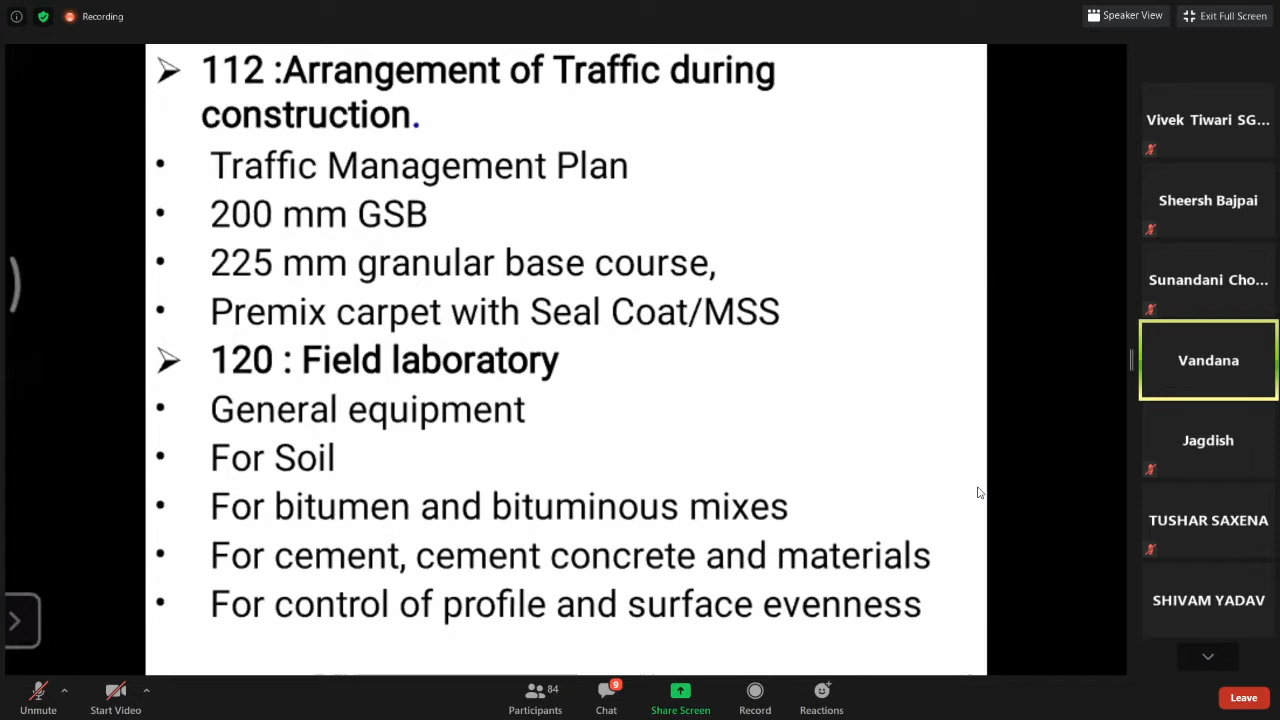 Recording
Speaker View
Exit Full Screen
112 :Arrangement of Traffic during
construction.
• Traffic Management Plan
• 200 mm GSB
• 225 mm granular base course,
• Premix carpet with Seal Coat/MSS
120 : Field laboratory
• General equipment
• For Soil
• For bitumen and bituminous mixes
• For cement, cement concrete and materials
• For control of profile and surface evenness
Vivek Tiwari SG...
Sheersh Bajpai
Sunandani Cho...
Vandana
Jagdish
TUSHAR SAXENA
SHIVAM YADAV
Unmute
Start Video
84
Participants
9
Chat
Share Screen
Record
Reactions
Leave